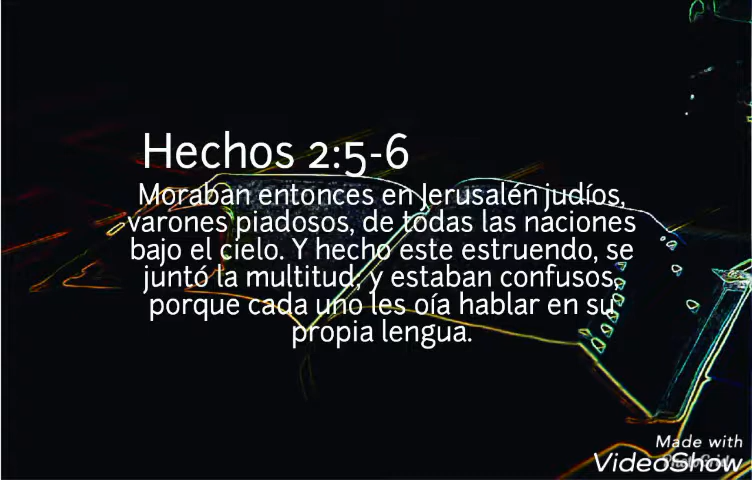 Hechos 2:5-6
Moraban entonces en Jerusalén judíos,
varones piadosos, de todas las naciones
bajo el cielo. Y hecho este estruendo, se
juntó la multitud, y estaban confusos,
porque cada uno les oía hablar en su
propia lengua.
Made with
VideoShow